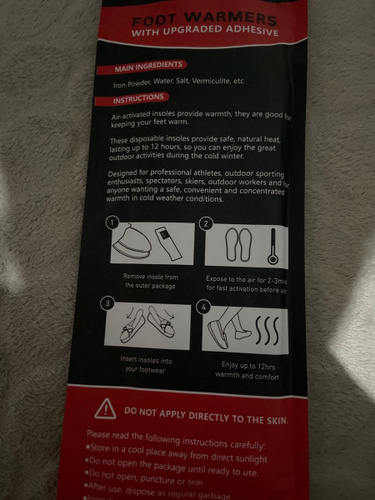 FOOT WARMERS
WITH UPGRADED ADHESIVE
MAIN INGREDIENTS
Iron Powder, Water, Salt, Vermiculite, etc.
INSTRUCTIONS
Air-activated insoles provide warmth, they are good for
keeping your feet warm.
These disposable insoles provide safe, natural heat,
lasting up to 12 hours, so you can enjoy the great
outdoor activities during the cold winter.
Designed for professional athletes, outdoor sporting
enthusiasts, spectators, skiers, outdoor workers and for
anyone wanting a safe, convenient and concentrated
warmth in cold weather conditions.
1
2
Remove insole from
the outer package
Expose to the air for 2-3
for fast activation before
3
4
Insert insoles into
your footwear
Enjoy up to 12hrs
warmth and comfort
DO NOT APPLY DIRECTLY TO THE SKIN.
Please read the following instructions carefully:
•Store in a cool place away from direct sunlight.
•Do not open the package until ready to use.
•Do not open, puncture or tear.
•After use, dispose as regular garbage.